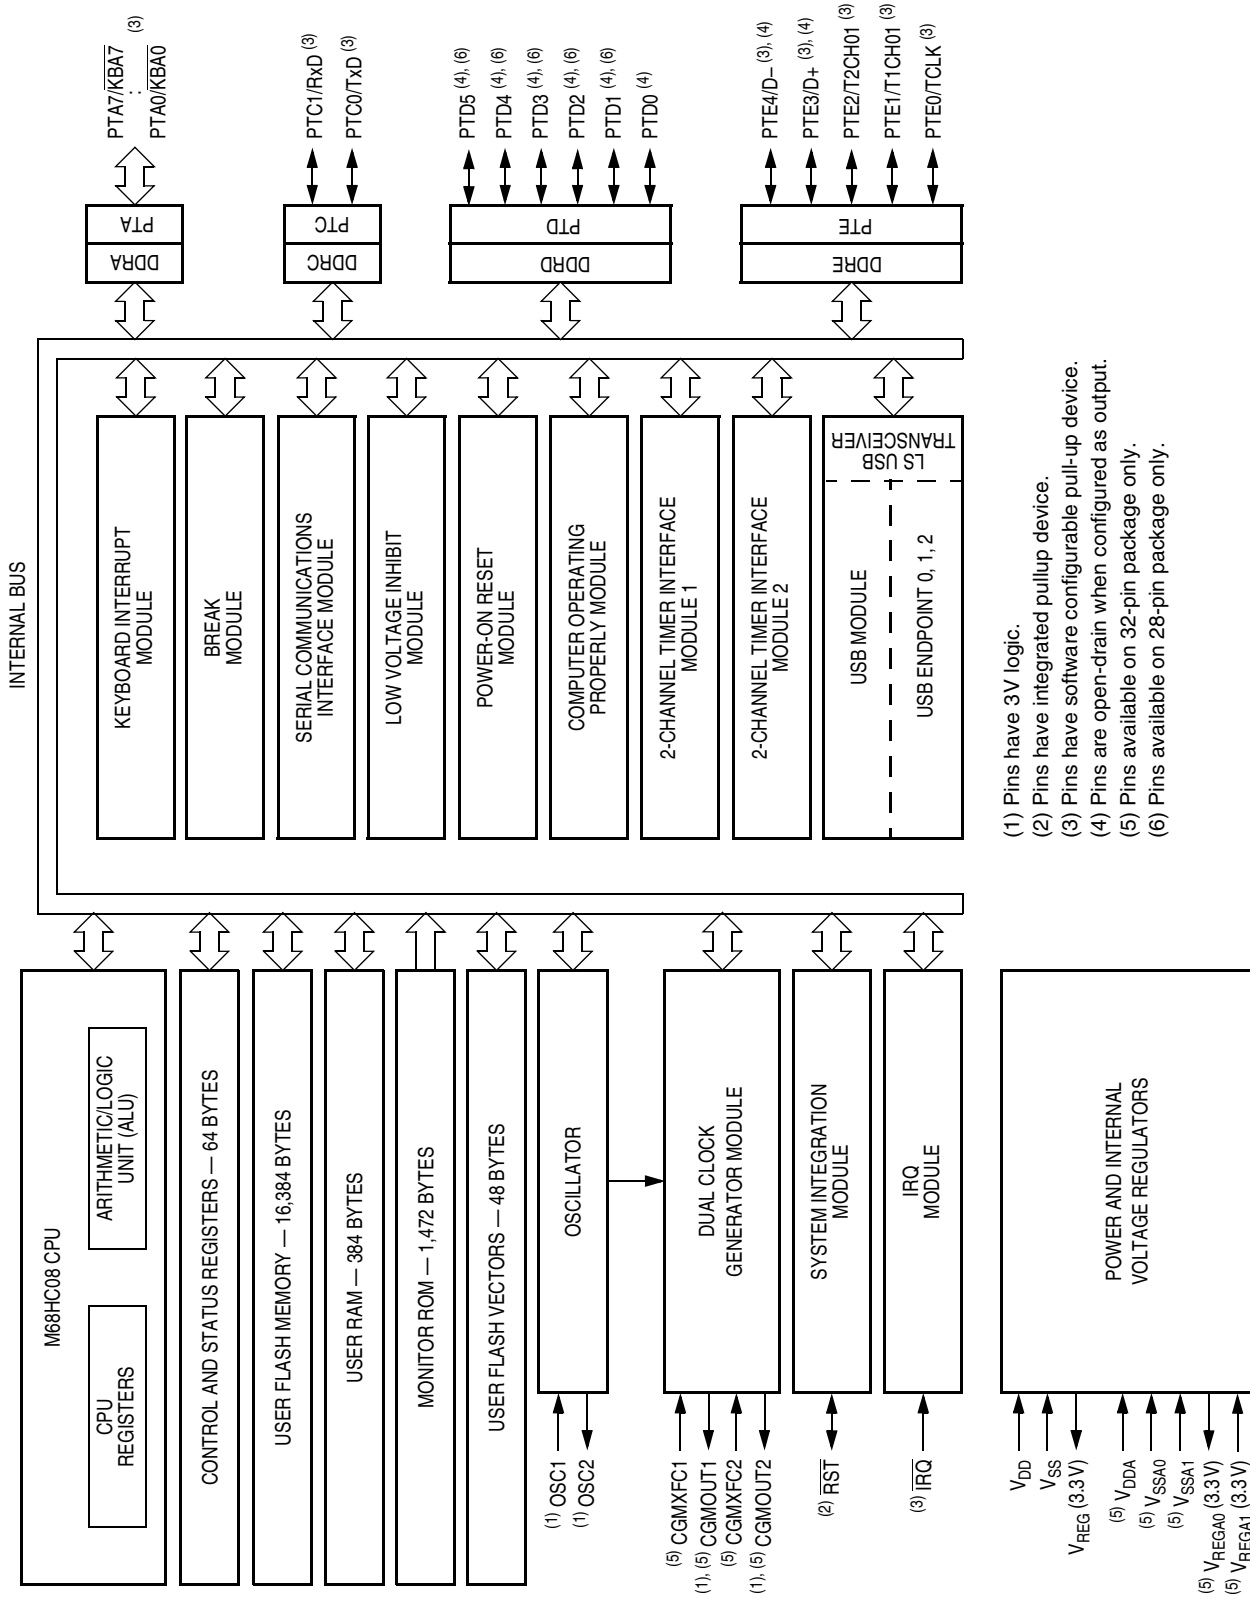 INTERNAL BUS
M68HC08 CPU
CPU
REGISTERS
ARITHMETIC/LOGIC
UNIT (ALU)
CONTROL AND STATUS REGISTERS — 64 BYTES
USER FLASH MEMORY — 16,384 BYTES
USER RAM — 384 BYTES
MONITOR ROM — 1,472 BYTES
USER FLASH VECTORS — 48 BYTES
(1) OSC1
(1) OSC2
OSCILLATOR
(5) CGMXFC1
(1), (5) CGMOUT1
(5) CGMXFC2
(1), (5) CGMOUT2
DUAL CLOCK
GENERATOR MODULE
(2) R̅S̅T̅
SYSTEM INTEGRATION
MODULE
(3) I̅R̅Q̅
IRQ
MODULE
VDD
VSS
VREG (3.3 V)
(5) VDDA
(5) VSSA0
(5) VSSA1
(5) VREGA0 (3.3 V)
(5) VREGA1 (3.3 V)
POWER AND INTERNAL
VOLTAGE REGULATORS
KEYBOARD INTERRUPT
MODULE
BREAK
MODULE
SERIAL COMMUNICATIONS
INTERFACE MODULE
LOW VOLTAGE INHIBIT
MODULE
POWER-ON RESET
MODULE
COMPUTER OPERATING
PROPERLY MODULE
2-CHANNEL TIMER INTERFACE
MODULE 1
2-CHANNEL TIMER INTERFACE
MODULE 2
USB MODULE
USB ENDPOINT 0, 1, 2
LS USB
TRANSCEIVER
DDRA
PTA
PTA7/K̅B̅A̅7̅
:
(3)
PTA0/K̅B̅A̅0̅
DDRC
PTC
PTC1/RxD (3)
PTC0/TxD (3)
DDRD
PTD
PTD5 (4), (6)
PTD4 (4), (6)
PTD3 (4), (6)
PTD2 (4), (6)
PTD1 (4), (6)
PTD0 (4)
DDRE
PTE
PTE4/D– (3), (4)
PTE3/D+ (3), (4)
PTE2/T2CH01 (3)
PTE1/T1CH01 (3)
PTE0/TCLK (3)
(1) Pins have 3V logic.
(2) Pins have integrated pullup device.
(3) Pins have software configurable pull-up device.
(4) Pins are open-drain when configured as output.
(5) Pins available on 32-pin package only.
(6) Pins available on 28-pin package only.